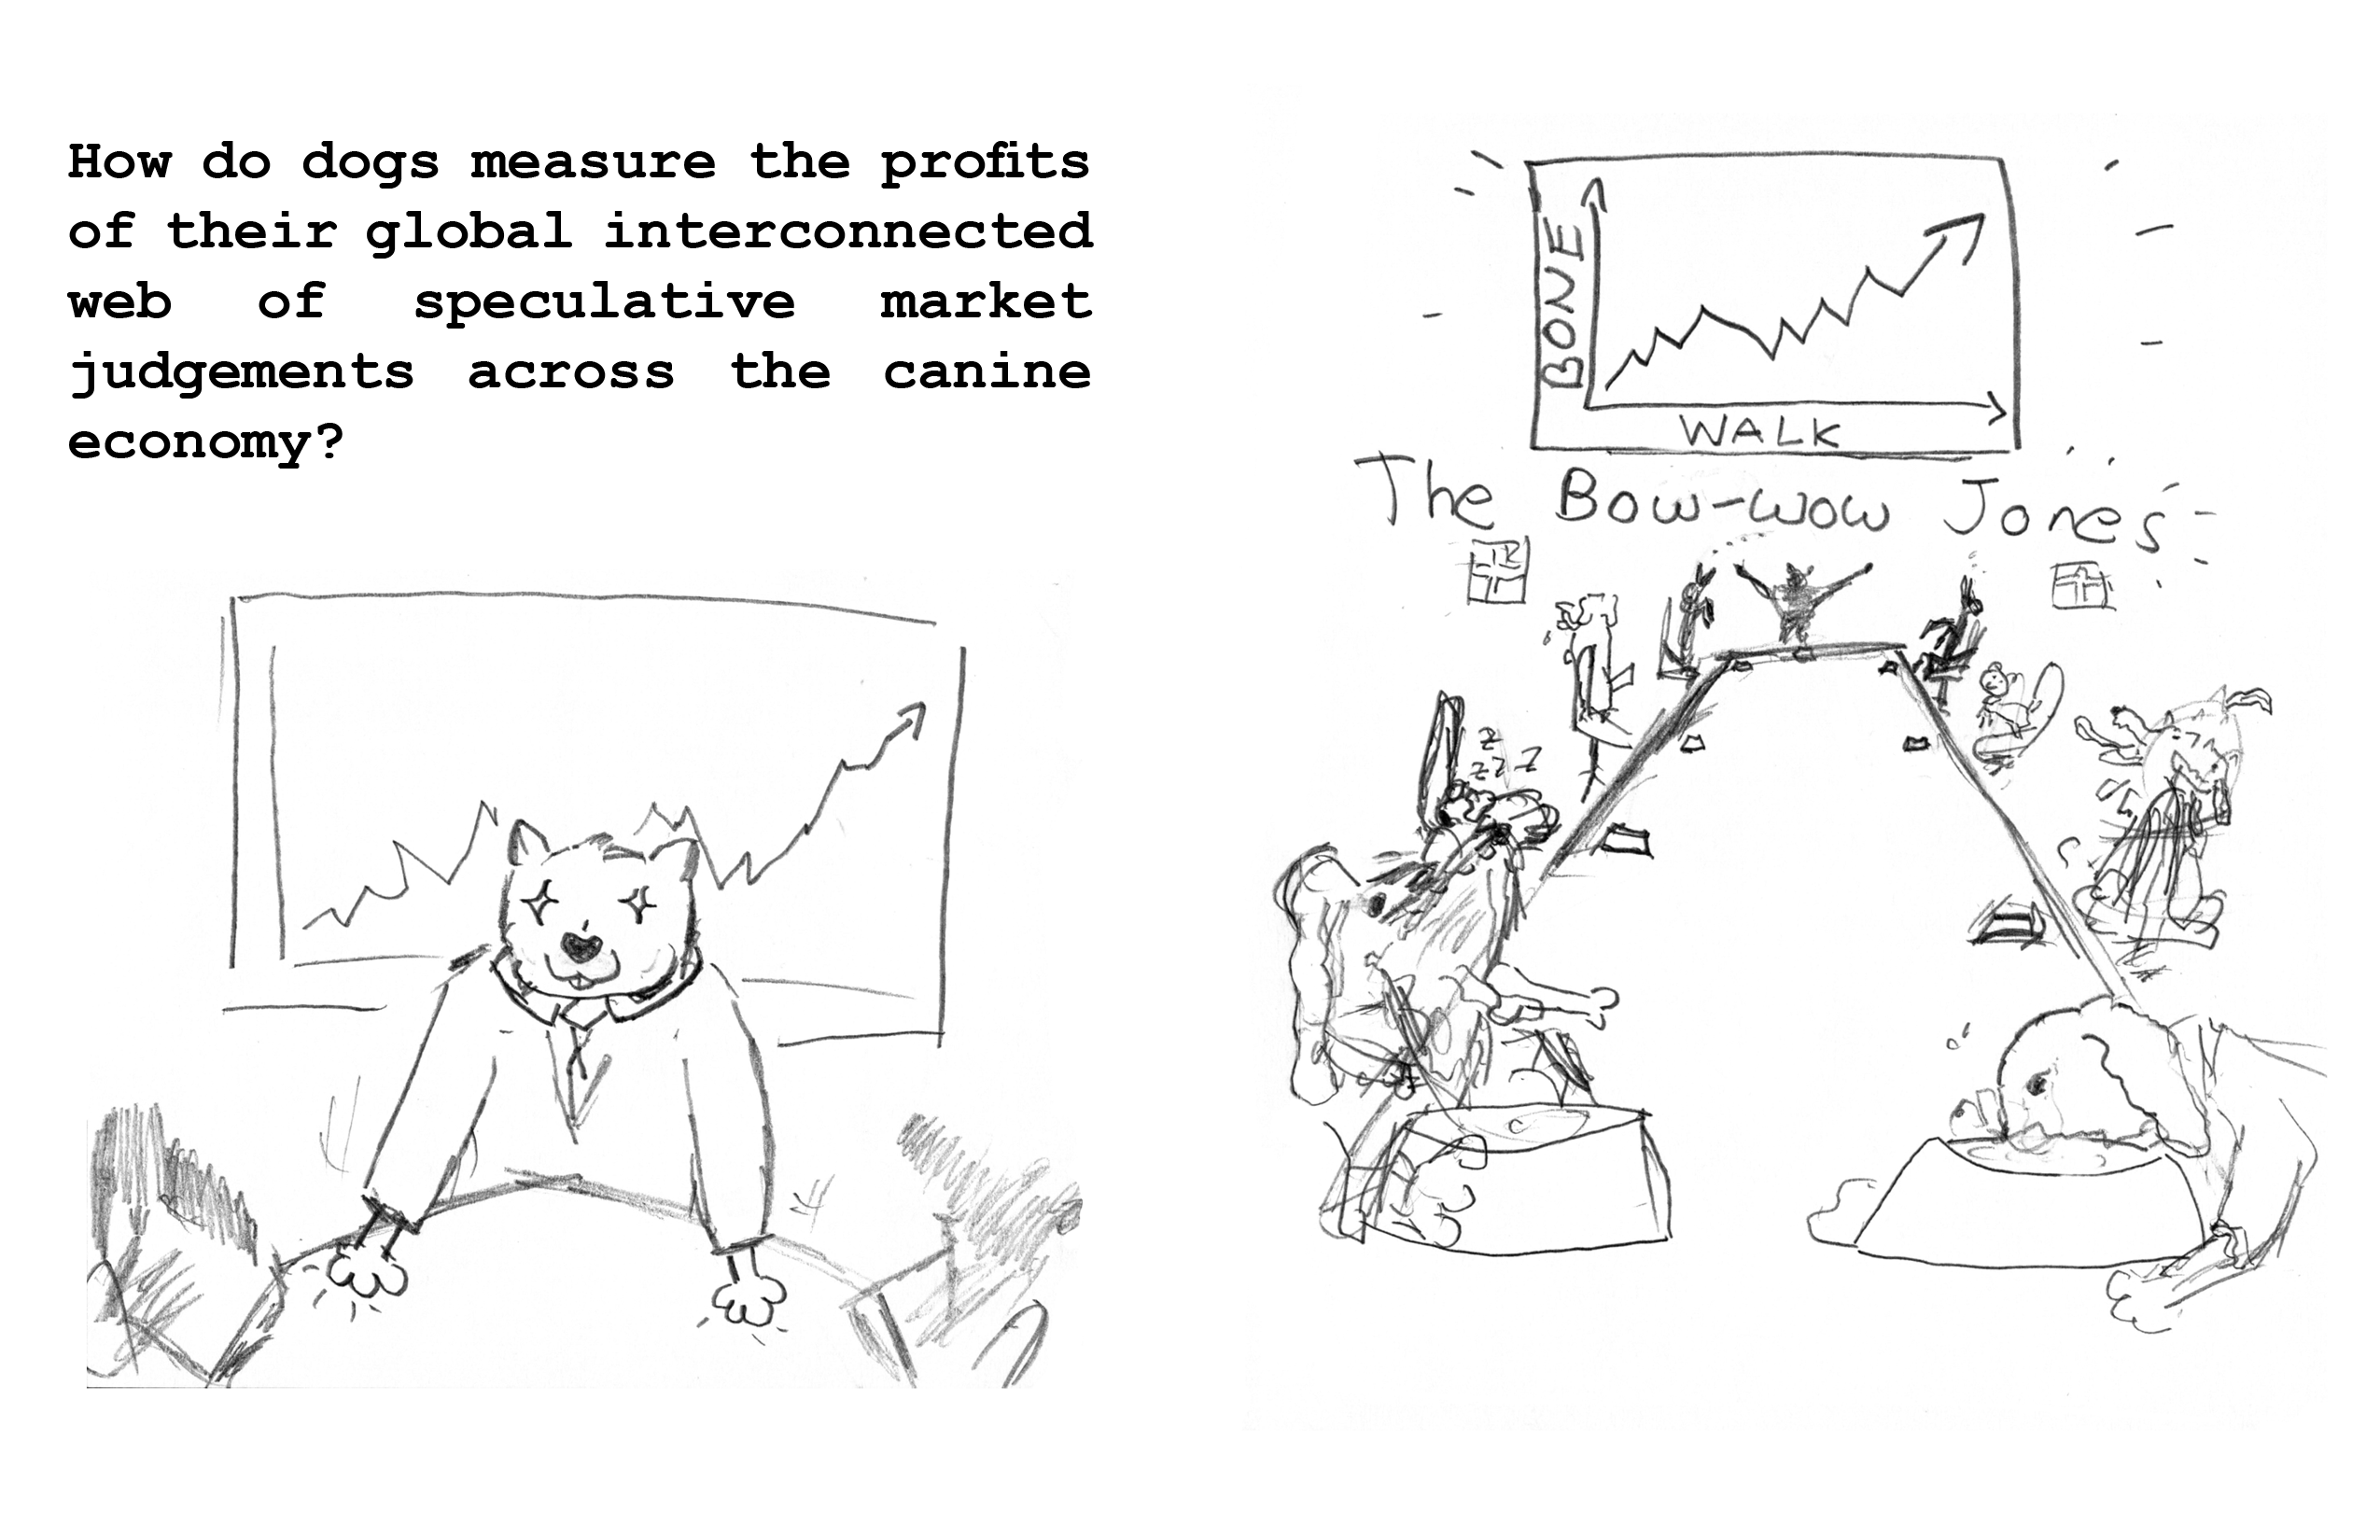 How do dogs measure the profits
of their global interconnected
web of speculative market
judgements across the canine
economy?
BONE
WALK
The Bow-wow Jones
z
zzz